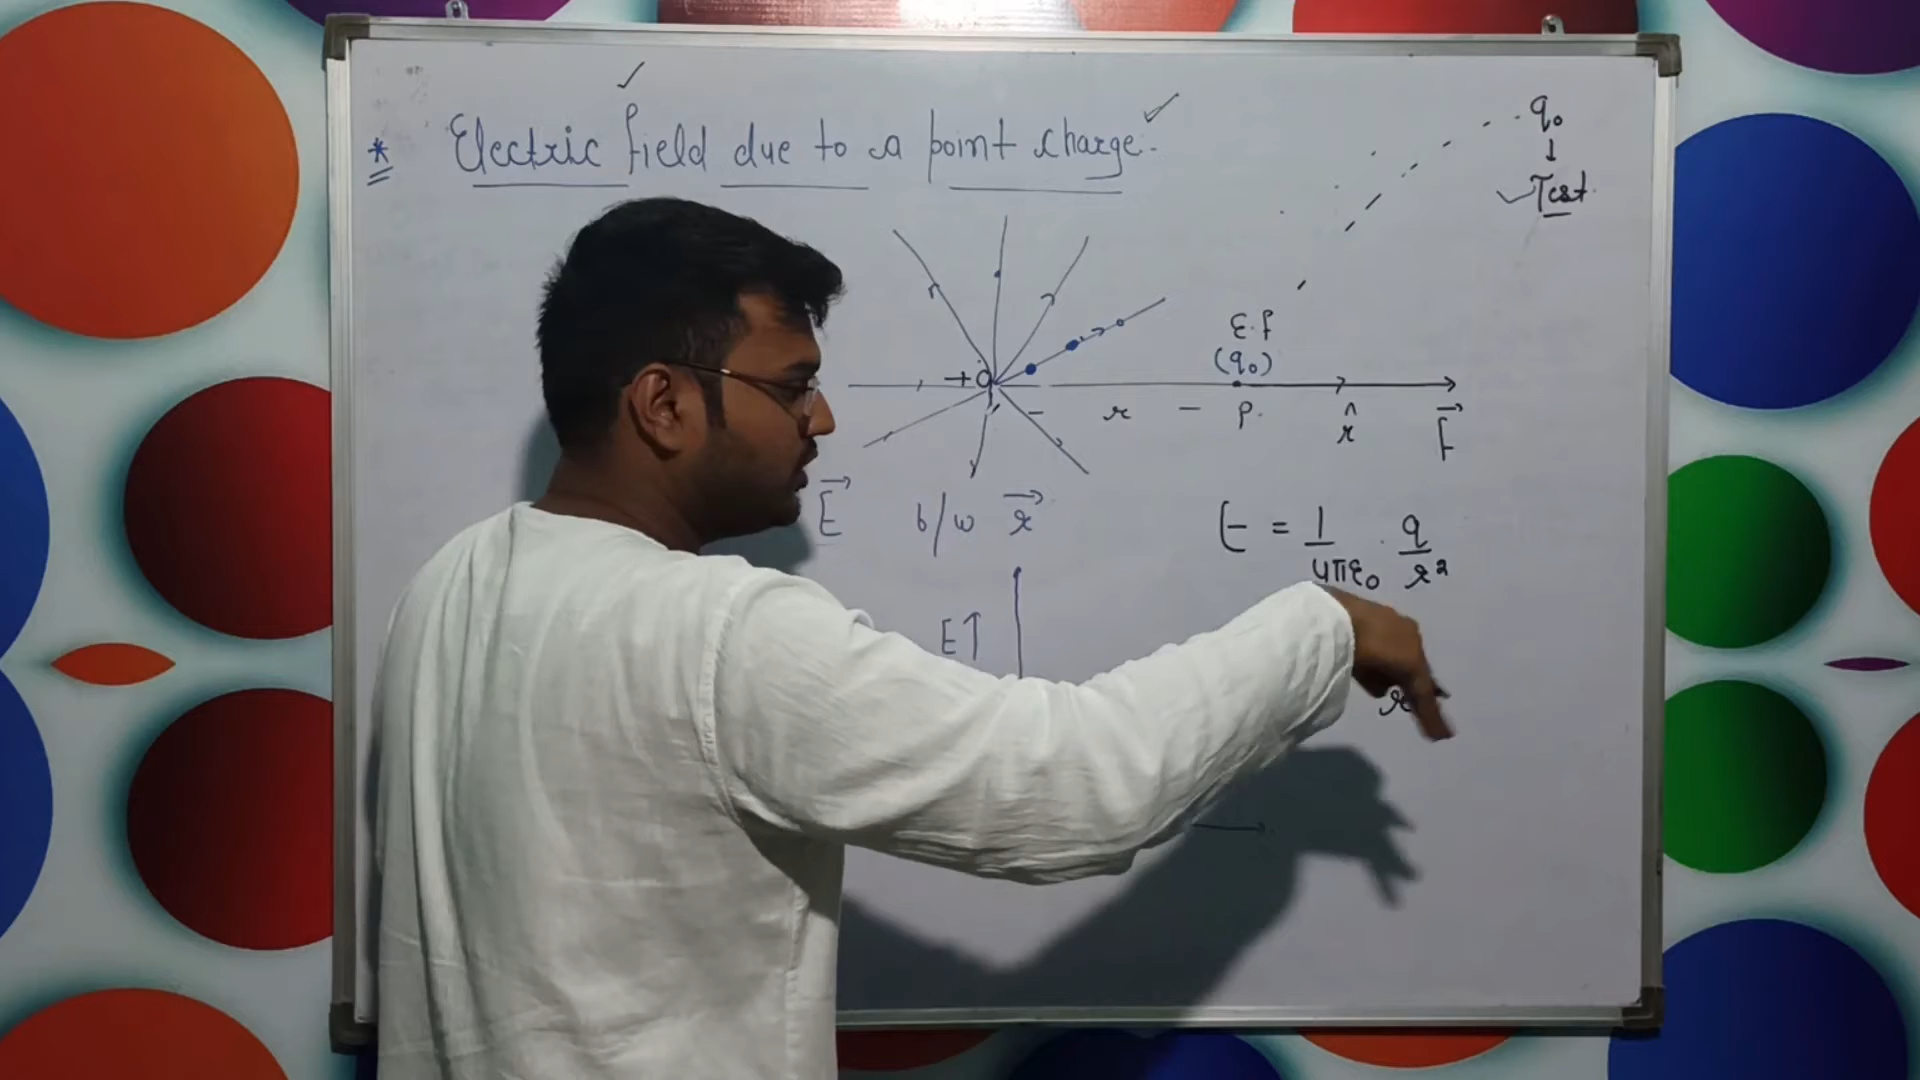 * Electric field due to a point charge.
q₀
↓
Test
E.f
(q₀)
+Q
r P. r̂ F⃗
E⃗ b/w r⃗
E = 1/4πε₀ . q/r²
E↑